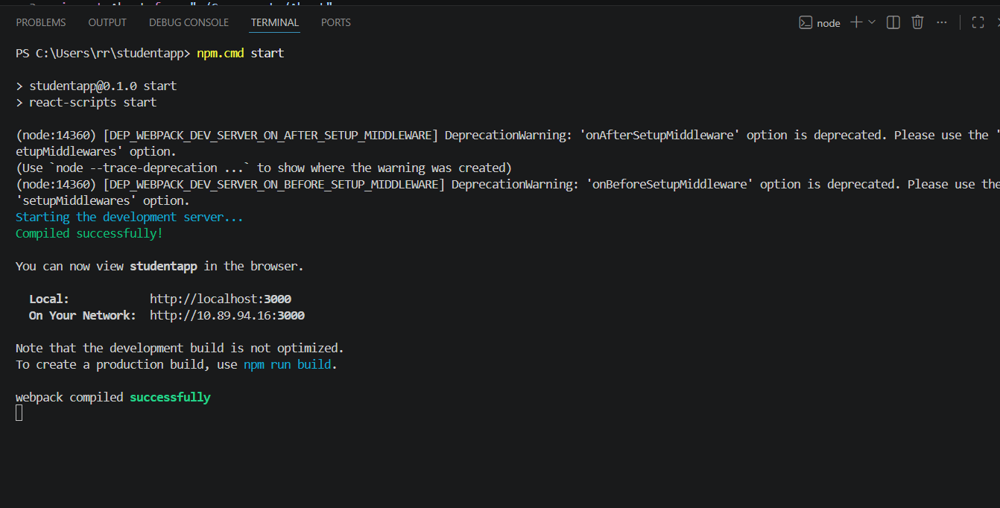 PROBLEMS OUTPUT DEBUG CONSOLE TERMINAL PORTS node
PS C:\Users\rr\studentapp> npm.cmd start
> studentapp@0.1.0 start
> react-scripts start
(node:14360) [DEP_WEBPACK_DEV_SERVER_ON_AFTER_SETUP_MIDDLEWARE] DeprecationWarning: 'onAfterSetupMiddleware' option is deprecated. Please use the '
etupMiddlewares' option.
(Use `node --trace-deprecation ...` to show where the warning was created)
(node:14360) [DEP_WEBPACK_DEV_SERVER_ON_BEFORE_SETUP_MIDDLEWARE] DeprecationWarning: 'onBeforeSetupMiddleware' option is deprecated. Please use the
'setupMiddlewares' option.
Starting the development server...
Compiled successfully!
You can now view studentapp in the browser.
Local: http://localhost:3000
On Your Network: http://10.89.94.16:3000
Note that the development build is not optimized.
To create a production build, use npm run build.
webpack compiled successfully